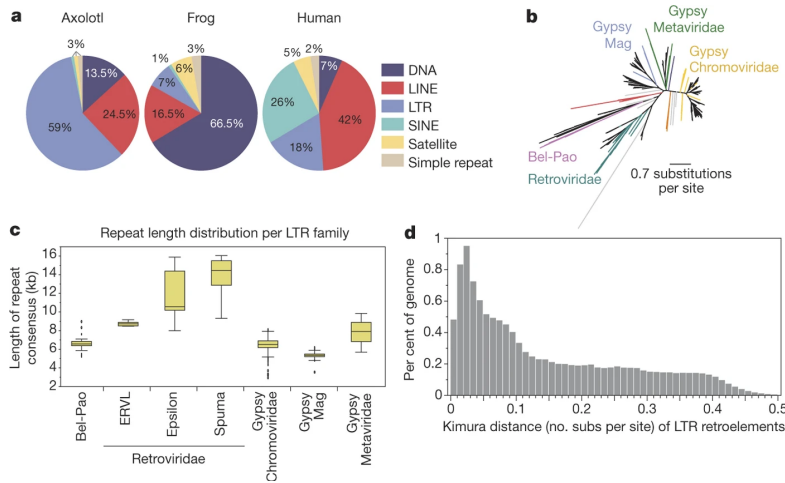 a
Axolotl
Frog
Human
3%
13.5%
24.5%
59%
1%
3%
6%
7%
16.5%
66.5%
5%
2%
7%
26%
42%
18%
DNA
LINE
LTR
SINE
Satellite
Simple repeat
b
Gypsy
Metaviridae
Gypsy
Mag
Gypsy
Chromoviridae
Bel-Pao
Retroviridae
0.7 substitutions
per site
c
Repeat length distribution per LTR family
Length of repeat
consensus (kb)
16
14
12
10
8
6
4
2
Bel-Pao
ERVL
Epsilon
Spuma
Gypsy
Chromoviridae
Gypsy
Mag
Gypsy
Metaviridae
Retroviridae
d
Per cent of genome
1
0.8
0.6
0.4
0.2
0
0
0.1
0.2
0.3
0.4
0.5
Kimura distance (no. subs per site) of LTR retroelements